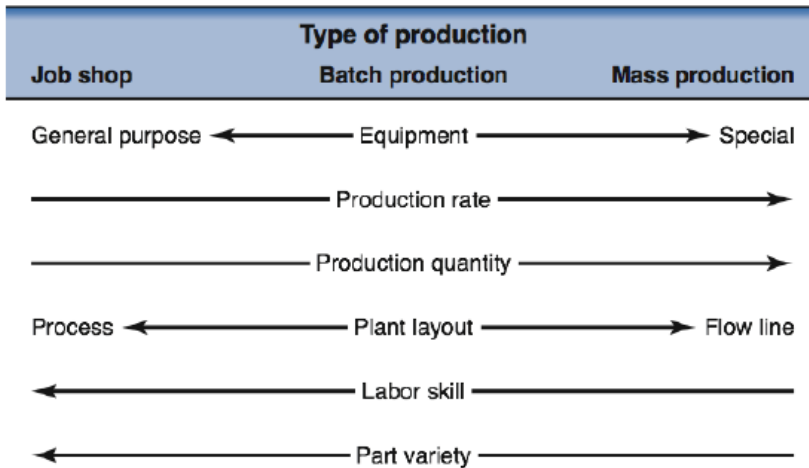 Type of production
Job shop Batch production Mass production
General purpose Equipment Special
Production rate
Production quantity
Process Plant layout Flow line
Labor skill
Part variety